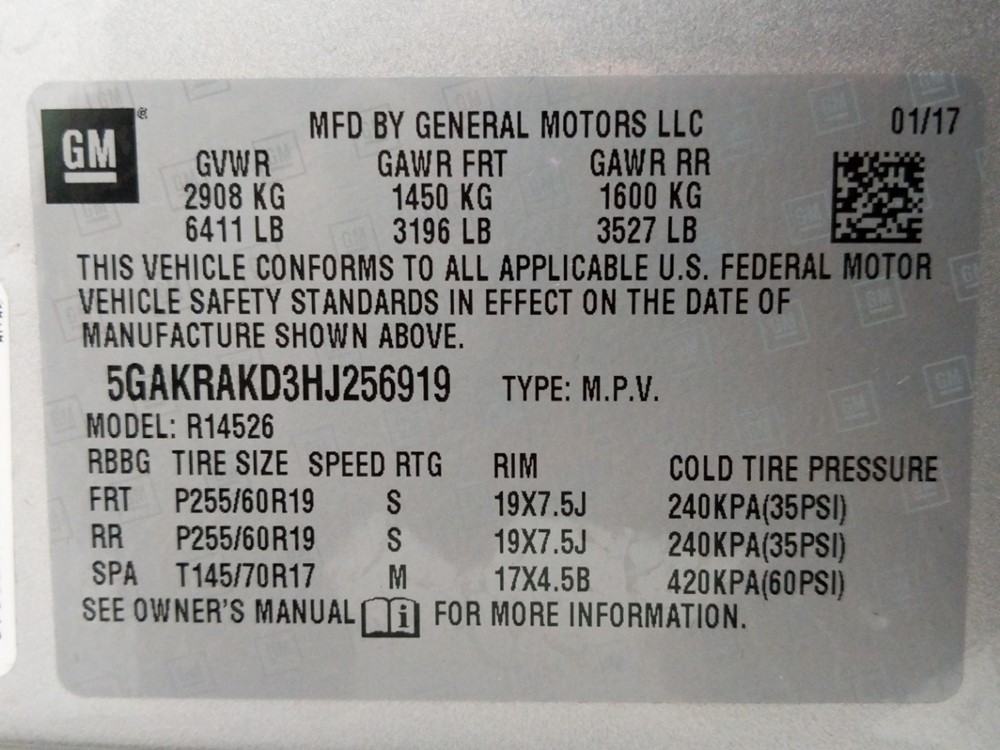 GM ® MFD BY GENERAL MOTORS LLC 01/17
GVWR GAWR FRT GAWR RR
2908 KG 1450 KG 1600 KG
6411 LB 3196 LB 3527 LB
THIS VEHICLE CONFORMS TO ALL APPLICABLE U.S. FEDERAL MOTOR
VEHICLE SAFETY STANDARDS IN EFFECT ON THE DATE OF
MANUFACTURE SHOWN ABOVE.
5GAKRAKD3HJ256919 TYPE: M.P.V.
MODEL: R14526
RBBG TIRE SIZE SPEED RTG RIM COLD TIRE PRESSURE
FRT P255/60R19 S 19X7.5J 240KPA(35PSI)
RR P255/60R19 S 19X7.5J 240KPA(35PSI)
SPA T145/70R17 M 17X4.5B 420KPA(60PSI)
SEE OWNER'S MANUAL i FOR MORE INFORMATION.